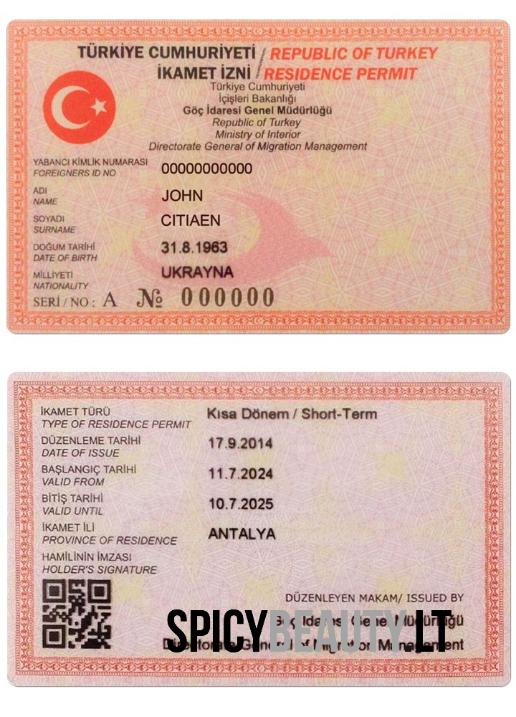 TÜRKİYE CUMHURİYETİ / REPUBLIC OF TURKEY
İKAMET İZNİ / RESIDENCE PERMIT
Türkiye Cumhuriyeti
İçişleri Bakanlığı
Göç İdaresi Genel Müdürlüğü
Republic of Turkey
Ministry of Interior
Directorate General of Migration Management
YABANCI KİMLİK NUMARASI
FOREIGNERS ID NO
00000000000
ADI
NAME
JOHN
SOYADI
SURNAME
CITIAEN
DOĞUM TARİHİ
DATE OF BIRTH
31.8.1963
MİLLİYETİ
NATIONALITY
UKRAYNA
SERİ / NO : A № 000000
İKAMET TÜRÜ
TYPE OF RESIDENCE PERMIT
Kısa Dönem / Short-Term
DÜZENLEME TARİHİ
DATE OF ISSUE
17.9.2014
BAŞLANGIÇ TARİHİ
VALID FROM
11.7.2024
BİTİŞ TARİHİ
VALID UNTIL
10.7.2025
İKAMET İLİ
PROVINCE OF RESIDENCE
ANTALYA
HAMİLİNİN İMZASI
HOLDER'S SIGNATURE
DÜZENLEYEN MAKAM/ ISSUED BY
Göç İdaresi Genel Müdürlüğü
Directorate General of Migration Management
SPICYBEAUTY.LT